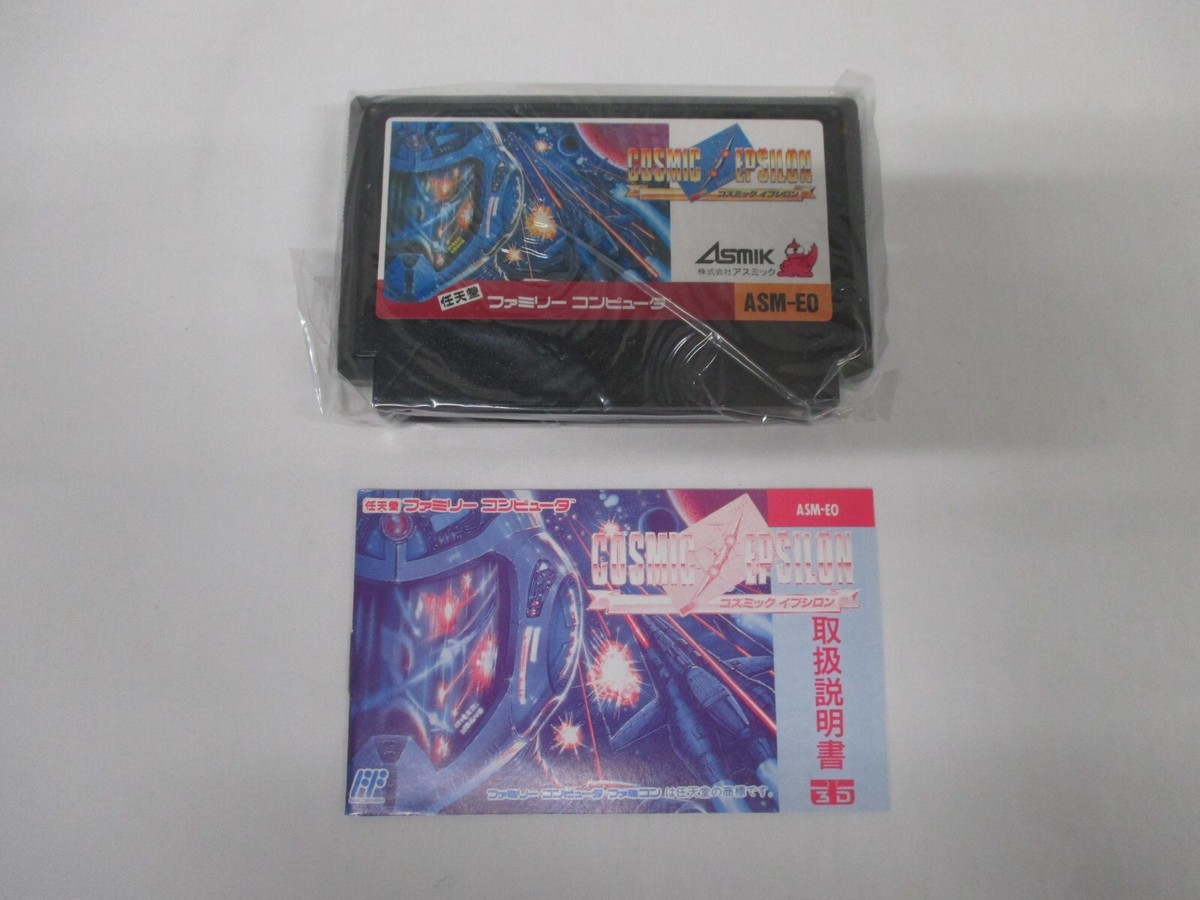 COSMIC EPSILON
コズミック イプシロン
ASMIK
株式会社アスミック
任天堂 ファミリー コンピュータ
ASM-EO
任天堂 ファミリー コンピュータ
ASM-EO
COSMIC EPSILON
コズミック イプシロン
取扱説明書
3D
ファミリー コンピュータ ファミコン は任天堂の商標です。